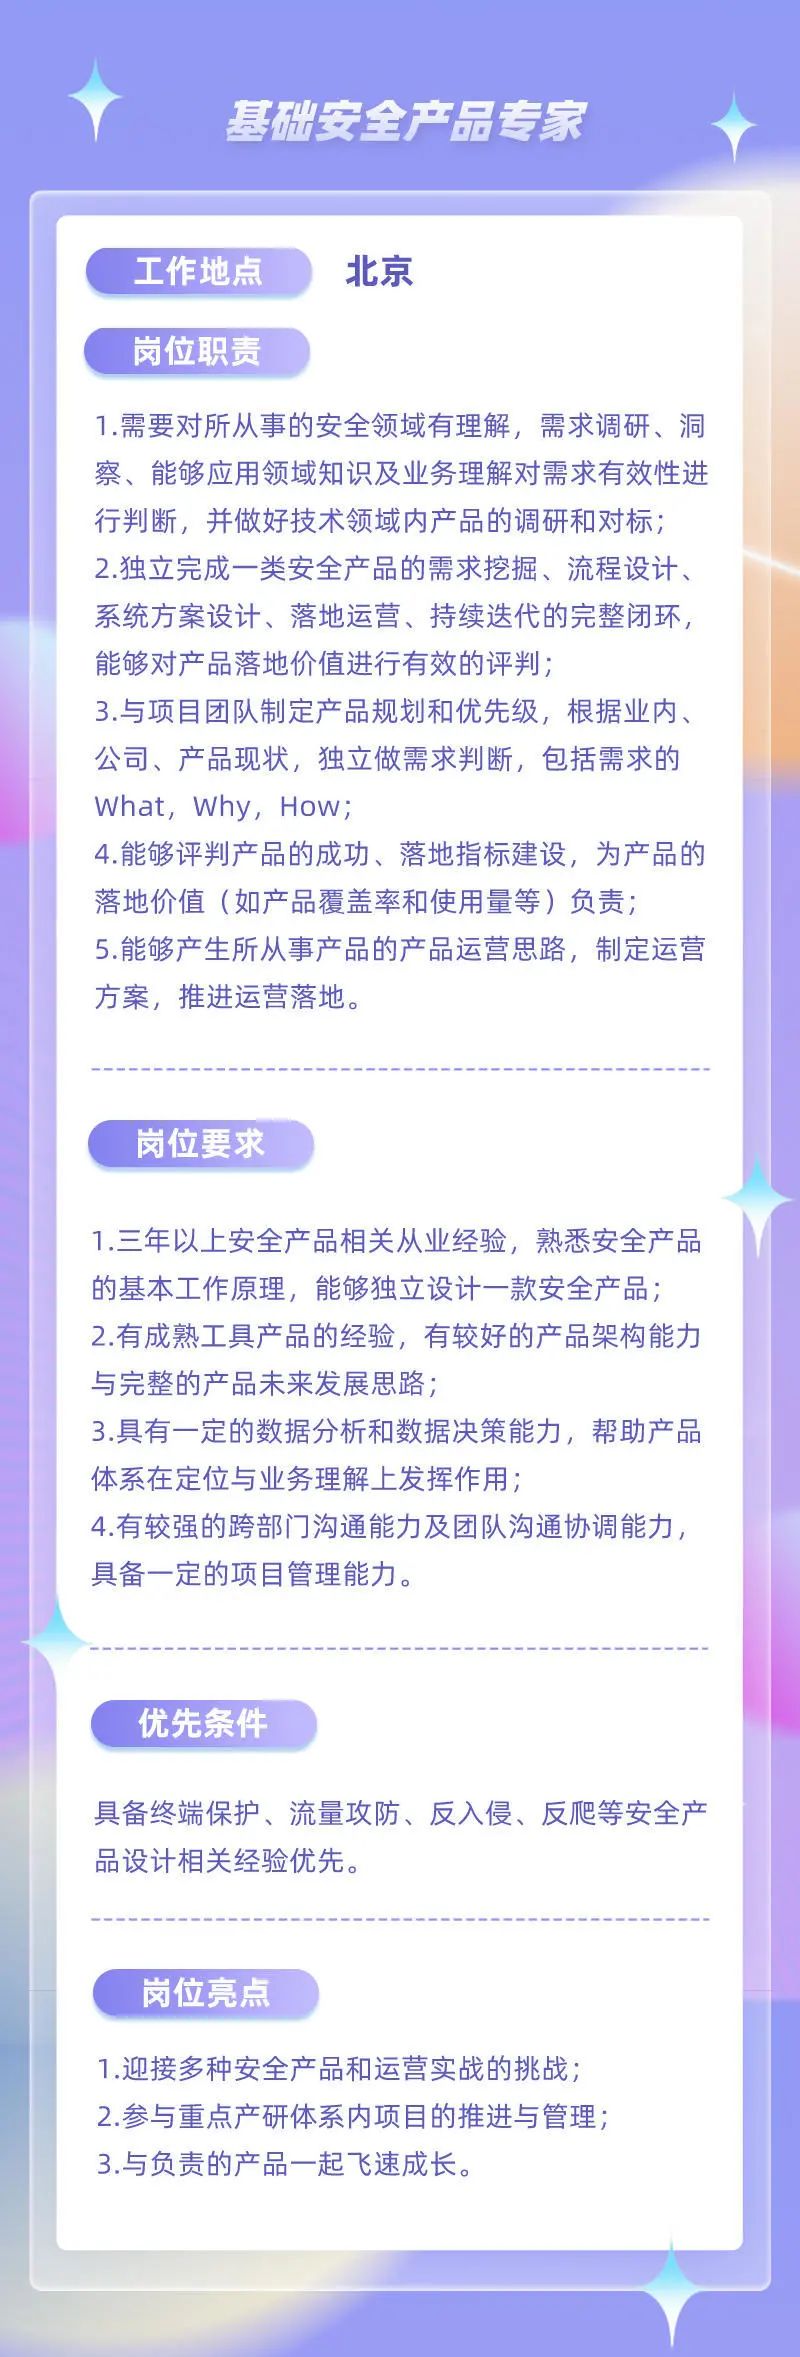 基础安全产品专家
工作地点 北京
岗位职责
1.需要对所从事的安全领域有理解，需求调研、洞
察、能够应用领域知识及业务理解对需求有效性进
行判断，并做好技术领域内产品的调研和对标；
2.独立完成一类安全产品的需求挖掘、流程设计、
系统方案设计、落地运营、持续迭代的完整闭环，
能够对产品落地价值进行有效的评判；
3.与项目团队制定产品规划和优先级，根据业内、
公司、产品现状，独立做需求判断，包括需求的
What，Why，How；
4.能够评判产品的成功、落地指标建设，为产品的
落地价值（如产品覆盖率和使用量等）负责；
5.能够产生所从事产品的产品运营思路，制定运营
方案，推进运营落地。
岗位要求
1.三年以上安全产品相关从业经验，熟悉安全产品
的基本工作原理，能够独立设计一款安全产品；
2.有成熟工具产品的经验，有较好的产品架构能力
与完整的产品未来发展思路；
3.具有一定的数据分析和数据决策能力，帮助产品
体系在定位与业务理解上发挥作用；
4.有较强的跨部门沟通能力及团队沟通协调能力，
具备一定的项目管理能力。
优先条件
具备终端保护、流量攻防、反入侵、反爬等安全产
品设计相关经验优先。
岗位亮点
1.迎接多种安全产品和运营实战的挑战；
2.参与重点产研体系内项目的推进与管理；
3.与负责的产品一起飞速成长。